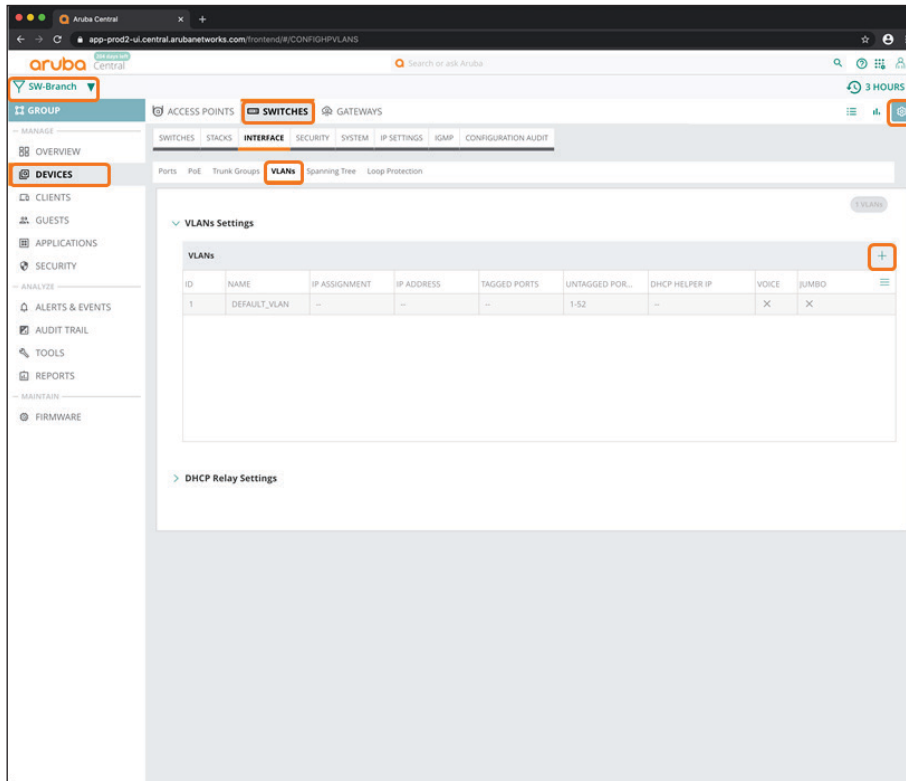 Aruba Central
app-prod2-ui.central.arubanetworks.com/frontend/#/CONFIGHPVLANS
aruba Central
Search or ask Aruba
SW-Branch
3 HOURS
GROUP
ACCESS POINTS SWITCHES GATEWAYS
MANAGE
SWITCHES STACKS INTERFACE SECURITY SYSTEM IP SETTINGS IGMP CONFIGURATION AUDIT
OVERVIEW
DEVICES
Ports PoE Trunk Groups VLANs Spanning Tree Loop Protection
CLIENTS
1 VLANs
GUESTS
VLANs Settings
APPLICATIONS
VLANs
SECURITY
ANALYZE
ID NAME IP ASSIGNMENT IP ADDRESS TAGGED PORTS UNTAGGED POR... DHCP HELPER IP VOICE JUMBO
1 DEFAULT_VLAN -- -- -- 1-52 --
ALERTS & EVENTS
AUDIT TRAIL
TOOLS
REPORTS
MAINTAIN
FIRMWARE
DHCP Relay Settings